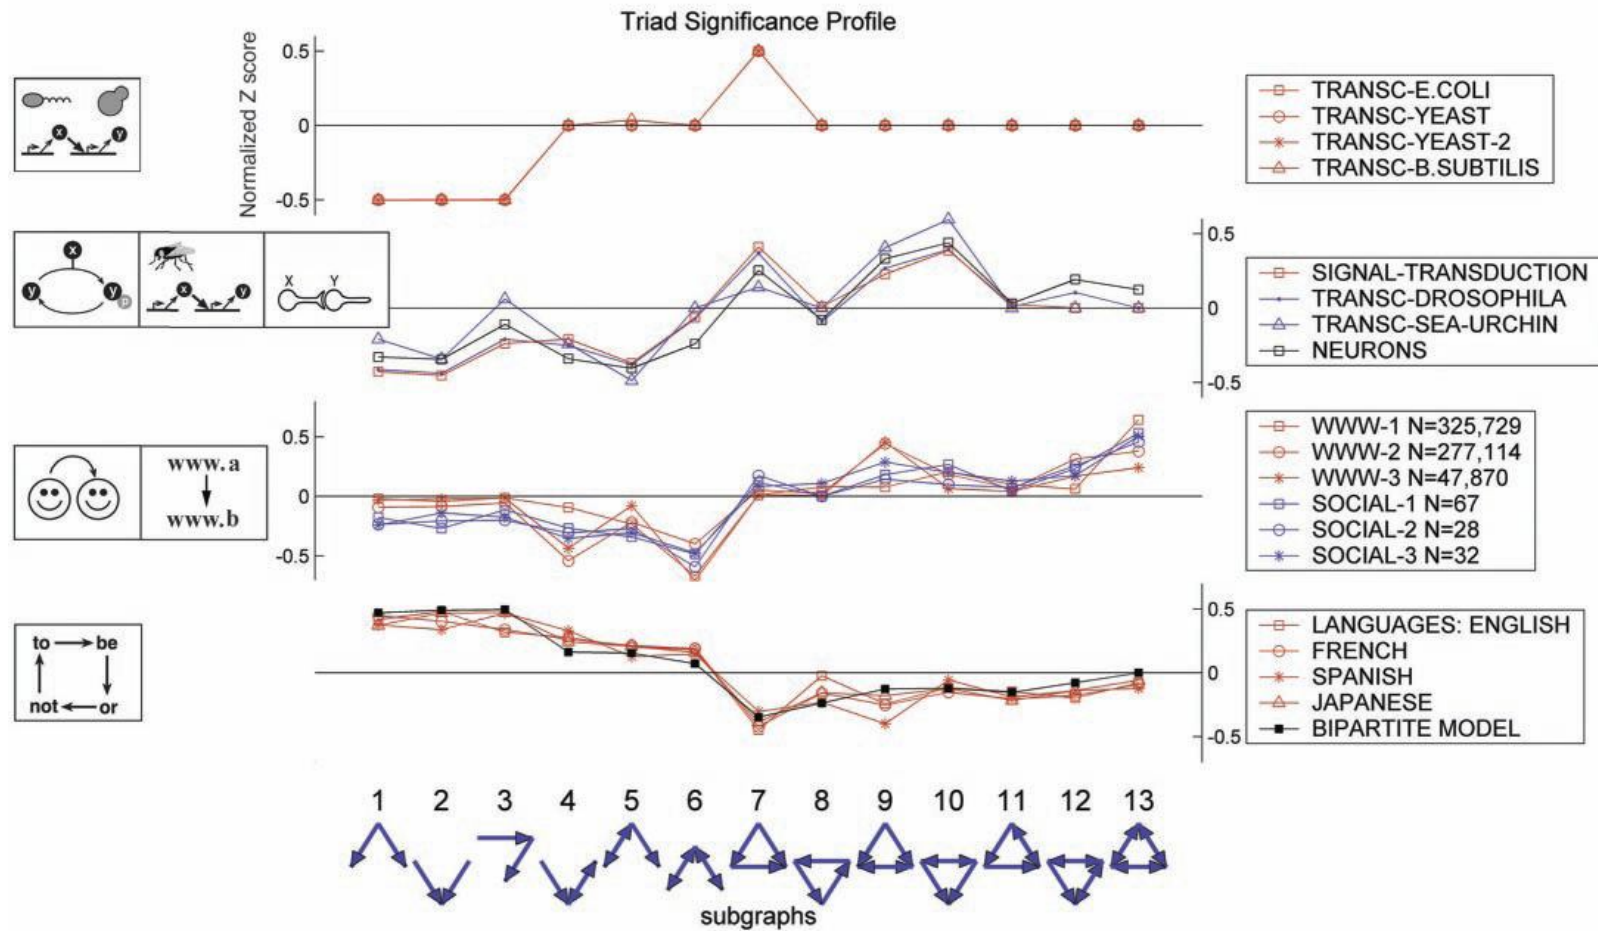 Triad Significance Profile
Normalized Z score
0.5
0
-0.5
x
y
TRANSC-E.COLI
TRANSC-YEAST
TRANSC-YEAST-2
TRANSC-B.SUBTILIS
x
y
y
p
x
y
X
Y
0.5
0
-0.5
SIGNAL-TRANSDUCTION
TRANSC-DROSOPHILA
TRANSC-SEA-URCHIN
NEURONS
www.a
www.b
0.5
0
-0.5
WWW-1 N=325,729
WWW-2 N=277,114
WWW-3 N=47,870
SOCIAL-1 N=67
SOCIAL-2 N=28
SOCIAL-3 N=32
to be
not or
0.5
0
-0.5
LANGUAGES: ENGLISH
FRENCH
SPANISH
JAPANESE
BIPARTITE MODEL
1 2 3 4 5 6 7 8 9 10 11 12 13
subgraphs